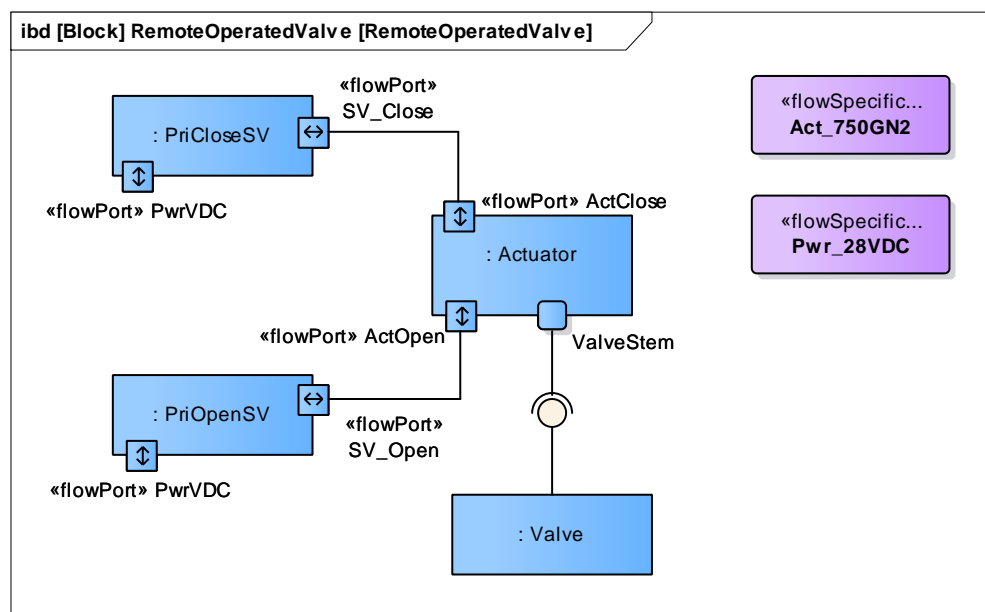 ibd [Block] RemoteOperatedValve [RemoteOperatedValve]
«flowPort»
SV_Close
: PriCloseSV
«flowPort» PwrVDC
«flowPort» ActClose
: Actuator
«flowPort» ActOpen
ValveStem
: PriOpenSV
«flowPort»
SV_Open
«flowPort» PwrVDC
: Valve
«flowSpecific...
Act_750GN2
«flowSpecific...
Pwr_28VDC